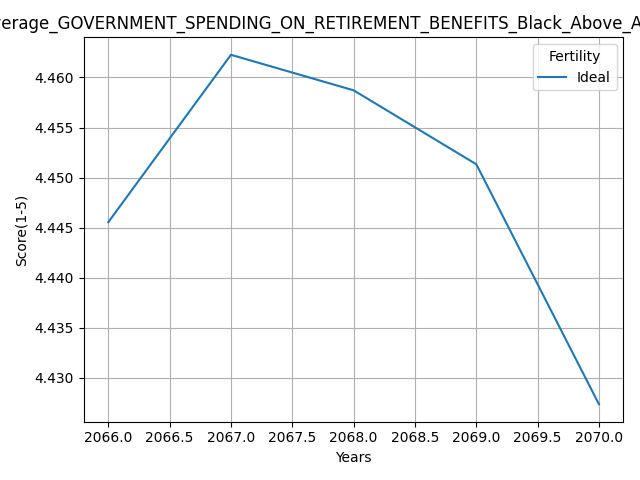 verage_GOVERNMENT_SPENDING_ON_RETIREMENT_BENEFITS_Black_Above_A
Fertility
Ideal
4.460
4.455
4.450
4.445
4.440
4.435
4.430
Score(1-5)
2066.0 2066.5 2067.0 2067.5 2068.0 2068.5 2069.0 2069.5 2070.0
Years